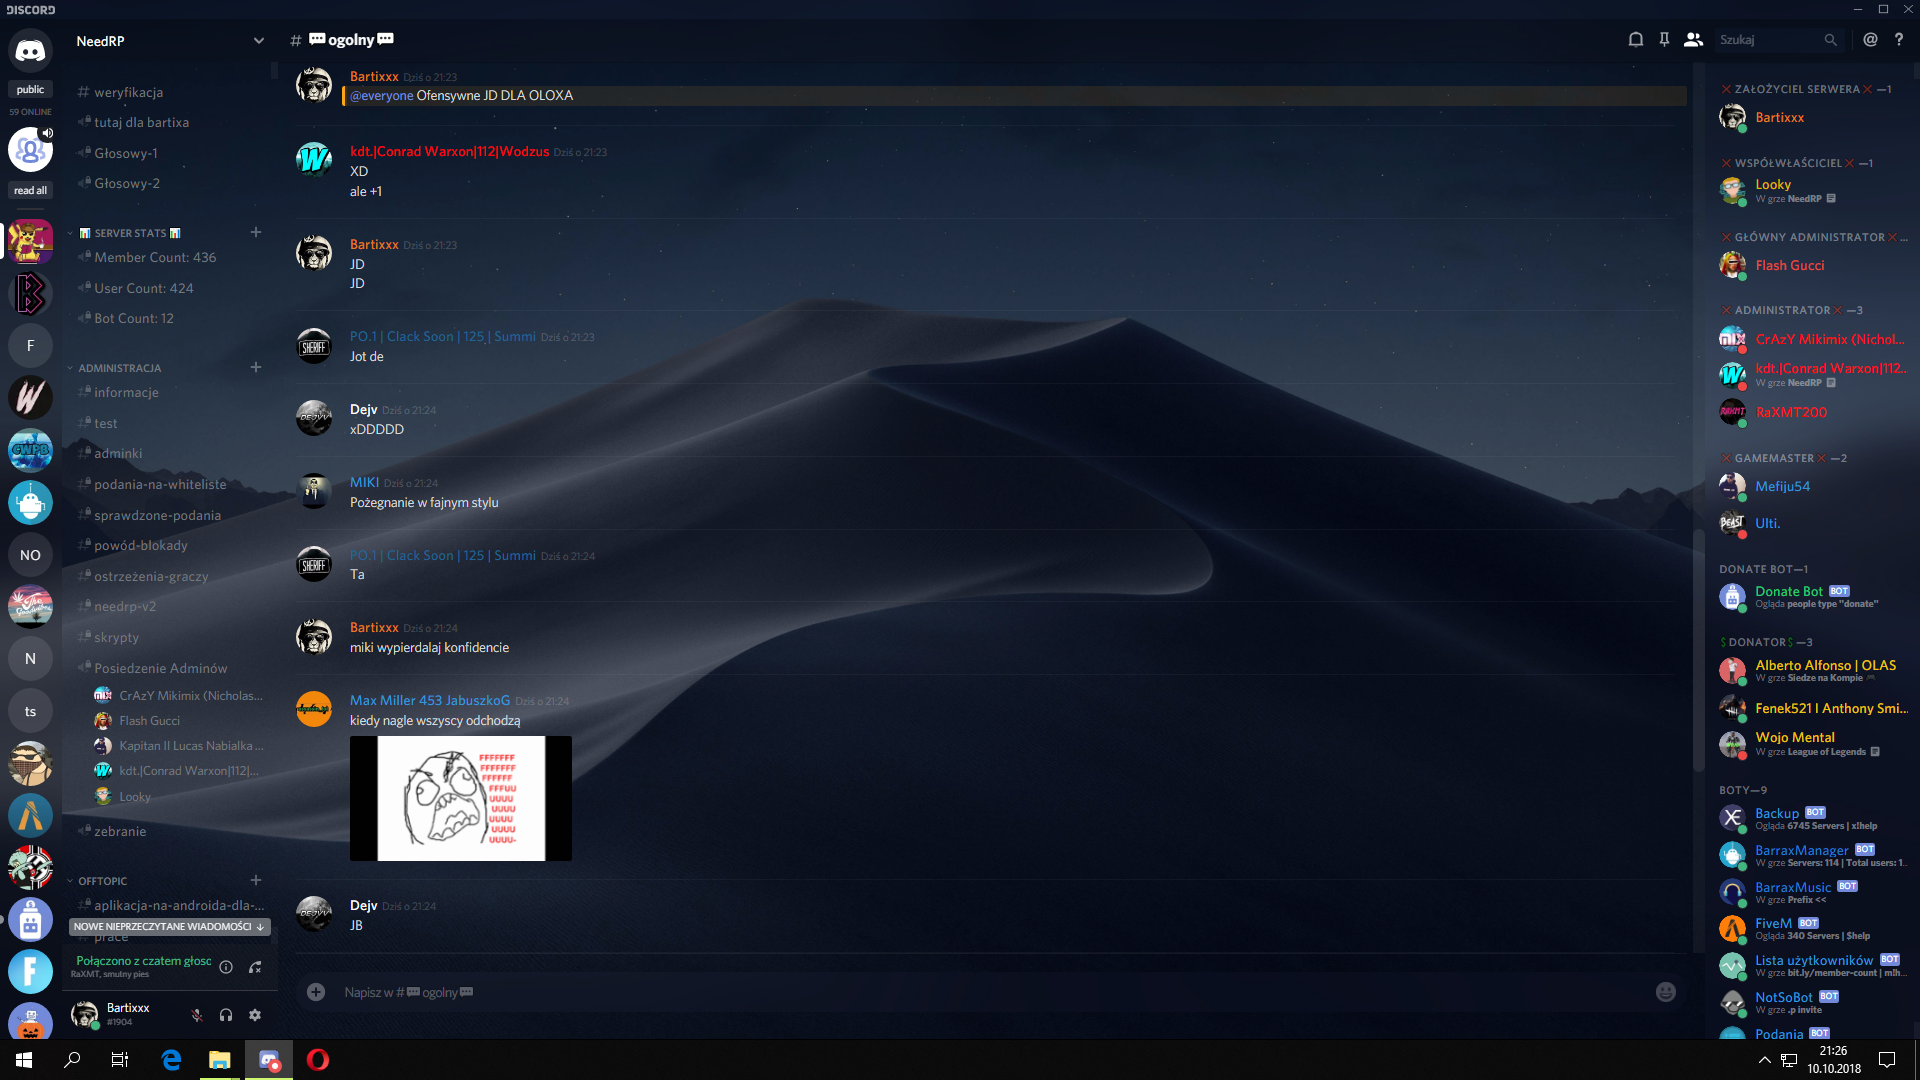 DISCORD
public
59 ONLINE
read all
F
NO
N
ts
NeedRP
weryfikacja
tutaj dla bartixa
Głosowy-1
Głosowy-2
SERVER STATS
Member Count: 436
User Count: 424
Bot Count: 12
ADMINISTRACJA
informacje
test
adminki
podania-na-whiteliste
sprawdzone-podania
powód-blokady
ostrzeżenia-graczy
needrp-v2
skrypty
Posiedzenie Adminów
CrAzY Mikimix (Nicholas...
Flash Gucci
Kapitan II Lucas Nabialka ...
kdt.|Conrad Warxon|112|...
Looky
zebranie
OFFTOPIC
aplikacja-na-androida-dla-...
NOWE NIEPRZECZYTANE WIADOMOŚCI ↓
prace
Połączono z czatem głosc
RaXMT, smutny pies
Bartixxx
#1904
# ogolny
Szukaj
@ ?
Bartixxx Dziś o 21:23
@everyone Ofensywne JD DLA OLOXA
kdt.|Conrad Warxon|112|Wodzus Dziś o 21:23
XD
ale +1
Bartixxx Dziś o 21:23
JD
JD
PO.1 | Clack Soon | 125 | Summi Dziś o 21:23
SHERIFF
Jot de
Dejv Dziś o 21:24
xDDDDD
MIKI Dziś o 21:24
Pożegnanie w fajnym stylu
PO.1 | Clack Soon | 125 | Summi Dziś o 21:24
SHERIFF
Ta
Bartixxx Dziś o 21:24
miki wypierdalaj konfidencie
Max Miller 453 JabuszkoG Dziś o 21:24
kiedy nagle wszyscy odchodzą
FFFFFFF
FFFFFFF
FFFFFF
FFFUU
UUUU
UUUU
UUUU
UUUU
UUUU-
Dejv Dziś o 21:24
JB
Napisz w # ogolny
ZAŁOŻYCIEL SERWERA—1
Bartixxx
WSPÓŁWŁAŚCICIEL—1
Looky
W grze NeedRP
GŁÓWNY ADMINISTRATOR ...
Flash Gucci
ADMINISTRATOR—3
CrAzY Mikimix (Nichol...
kdt.|Conrad Warxon|112...
W grze NeedRP
RaXMT200
GAMEMASTER—2
Mefiju54
Ulti.
DONATE BOT—1
Donate Bot BOT
Ogląda people type "donate"
$ DONATOR $—3
Alberto Alfonso | OLAS
W grze Siedze na Kompie
Fenek521 I Anthony Smi...
Wojo Mental
W grze League of Legends
BOTY—9
Backup BOT
Ogląda 6745 Servers | x!help
BarraxManager BOT
W grze Servers: 114 | Total users: 1...
BarraxMusic BOT
W grze Prefix <<
FiveM BOT
Ogląda 340 Servers | $help
Lista użytkowników BOT
W grze bit.ly/member-count | m!h...
NotSoBot BOT
W grze .p invite
Podania BOT
21:26
10.10.2018